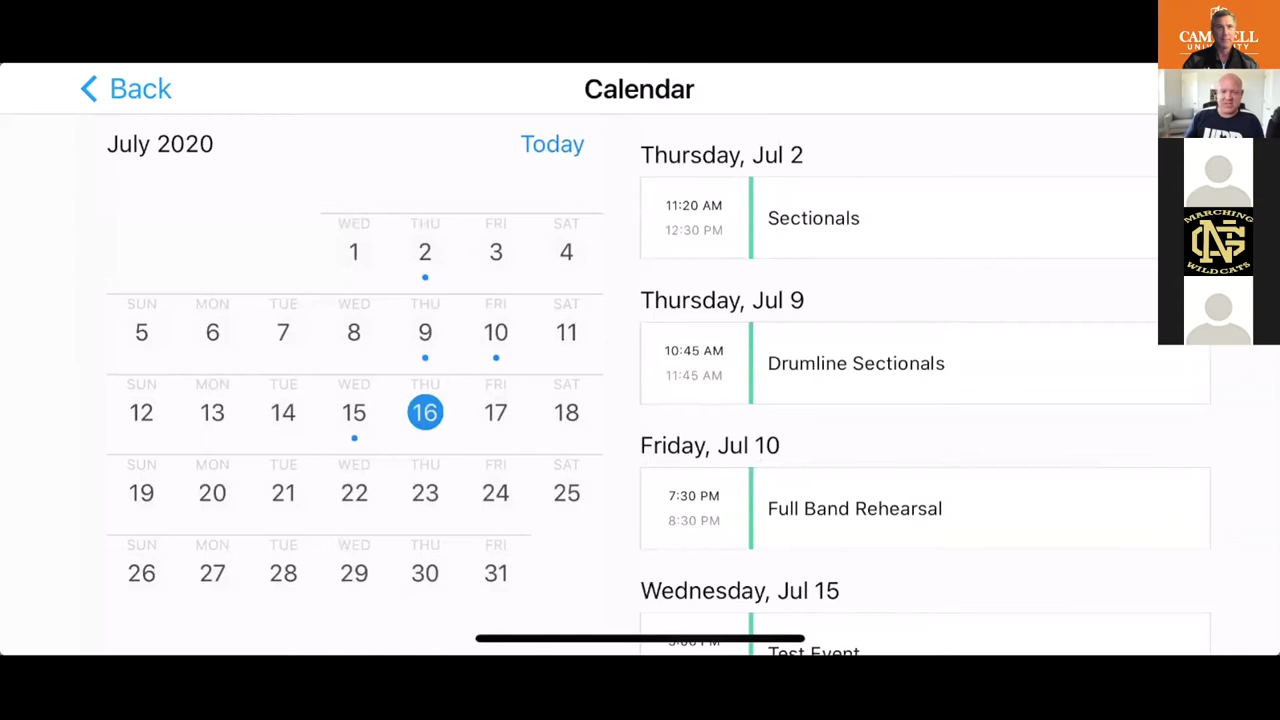 Back
Calendar
July 2020
Today
WED THU FRI SAT
1 2 3 4
SUN MON TUE WED THU FRI SAT
5 6 7 8 9 10 11
SUN MON TUE WED THU FRI SAT
12 13 14 15 16 17 18
SUN MON TUE WED THU FRI SAT
19 20 21 22 23 24 25
SUN MON TUE WED THU FRI
26 27 28 29 30 31
Thursday, Jul 2
11:20 AM
12:30 PM
Sectionals
Thursday, Jul 9
10:45 AM
11:45 AM
Drumline Sectionals
Friday, Jul 10
7:30 PM
8:30 PM
Full Band Rehearsal
Wednesday, Jul 15
Test Event
MARCHING
NG
WILDCATS